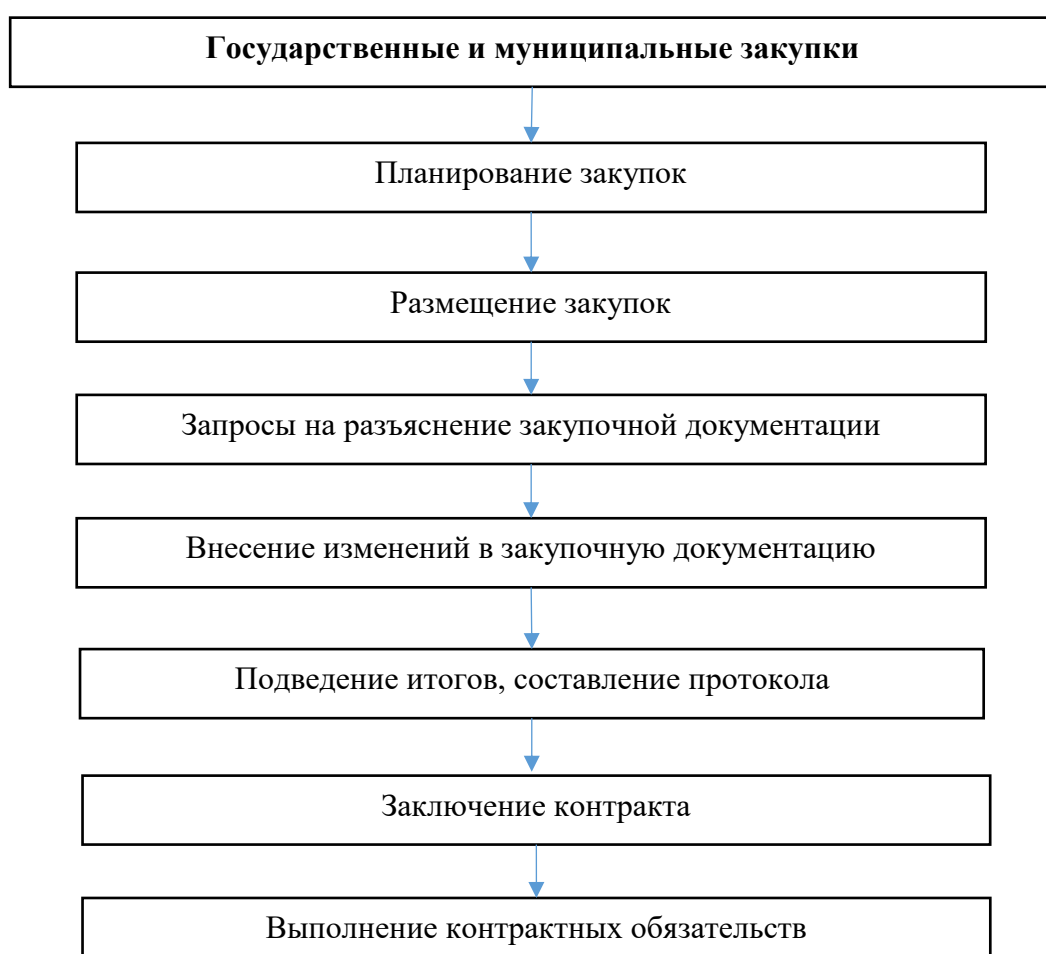 Государственные и муниципальные закупки
Планирование закупок
Размещение закупок
Запросы на разъяснение закупочной документации
Внесение изменений в закупочную документацию
Подведение итогов, составление протокола
Заключение контракта
Выполнение контрактных обязательств